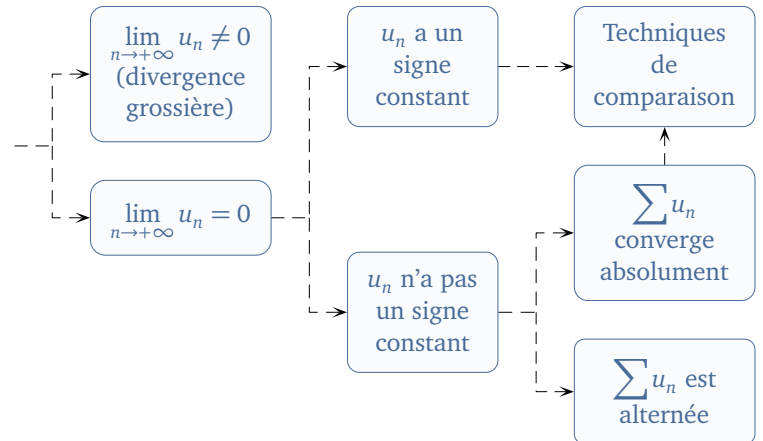 lim u_n ≠ 0
n→+∞
(divergence
grossière)
lim u_n = 0
n→+∞
u_n a un
signe
constant
u_n n'a pas
un signe
constant
Techniques
de
comparaison
∑ u_n
converge
absolument
∑ u_n est
alternée